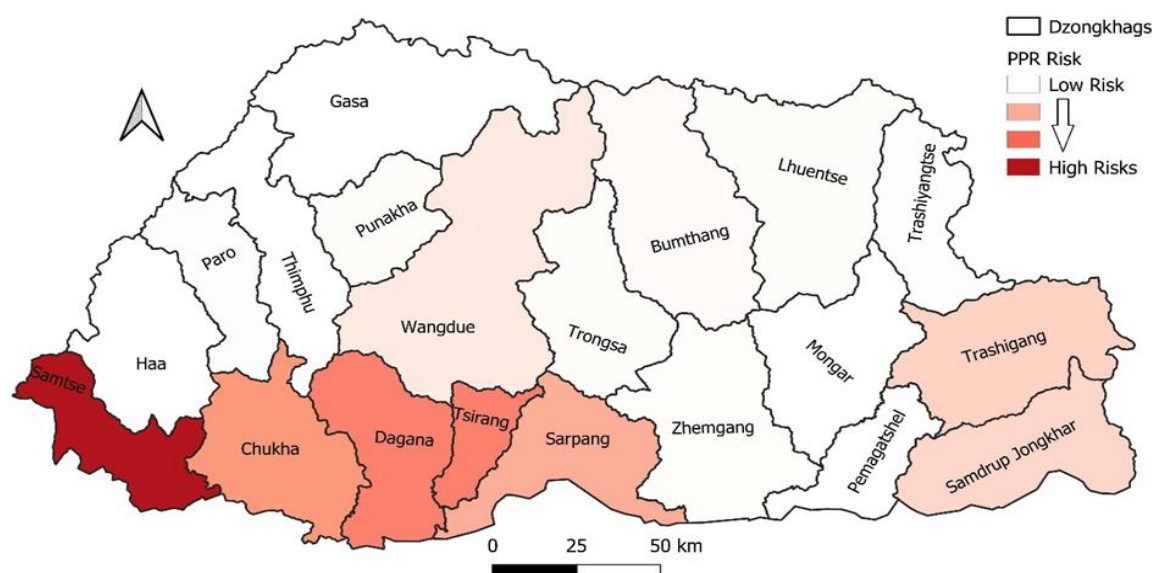 Dzongkhags
PPR Risk
Low Risk
High Risks
Gasa
Punakha
Lhuentse
Trashiyangtse
Paro
Thimphu
Bumthang
Wangdue
Trongsa
Haa
Mongar
Trashigang
Samtse
Chukha
Dagana
Tsirang
Sarpang
Zhemgang
Pemagatshel
Samdrup Jongkhar
0 25 50 km